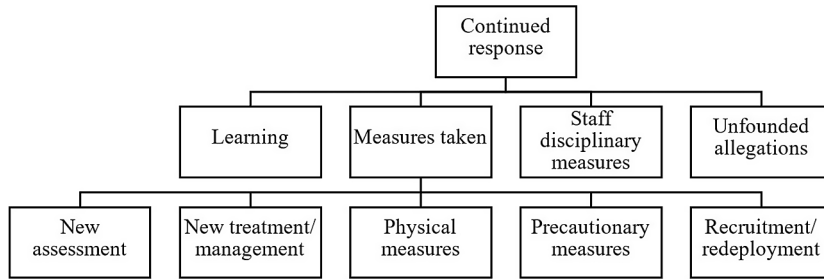 Continued
response
Learning
Measures taken
Staff
disciplinary
measures
Unfounded
allegations
New
assessment
New treatment/
management
Physical
measures
Precautionary
measures
Recruitment/
redeployment